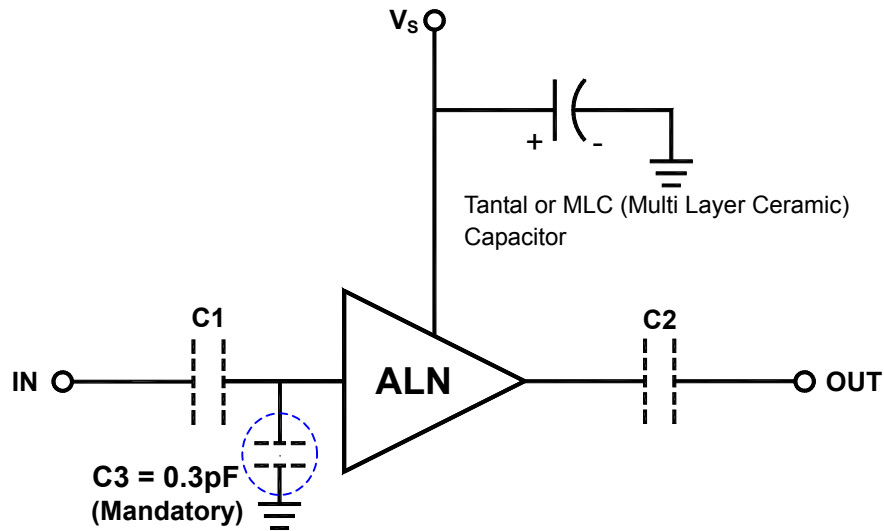 Vs
+ -
Tantal or MLC (Multi Layer Ceramic)
Capacitor
C1
C2
IN
ALN
OUT
C3 = 0.3pF
(Mandatory)